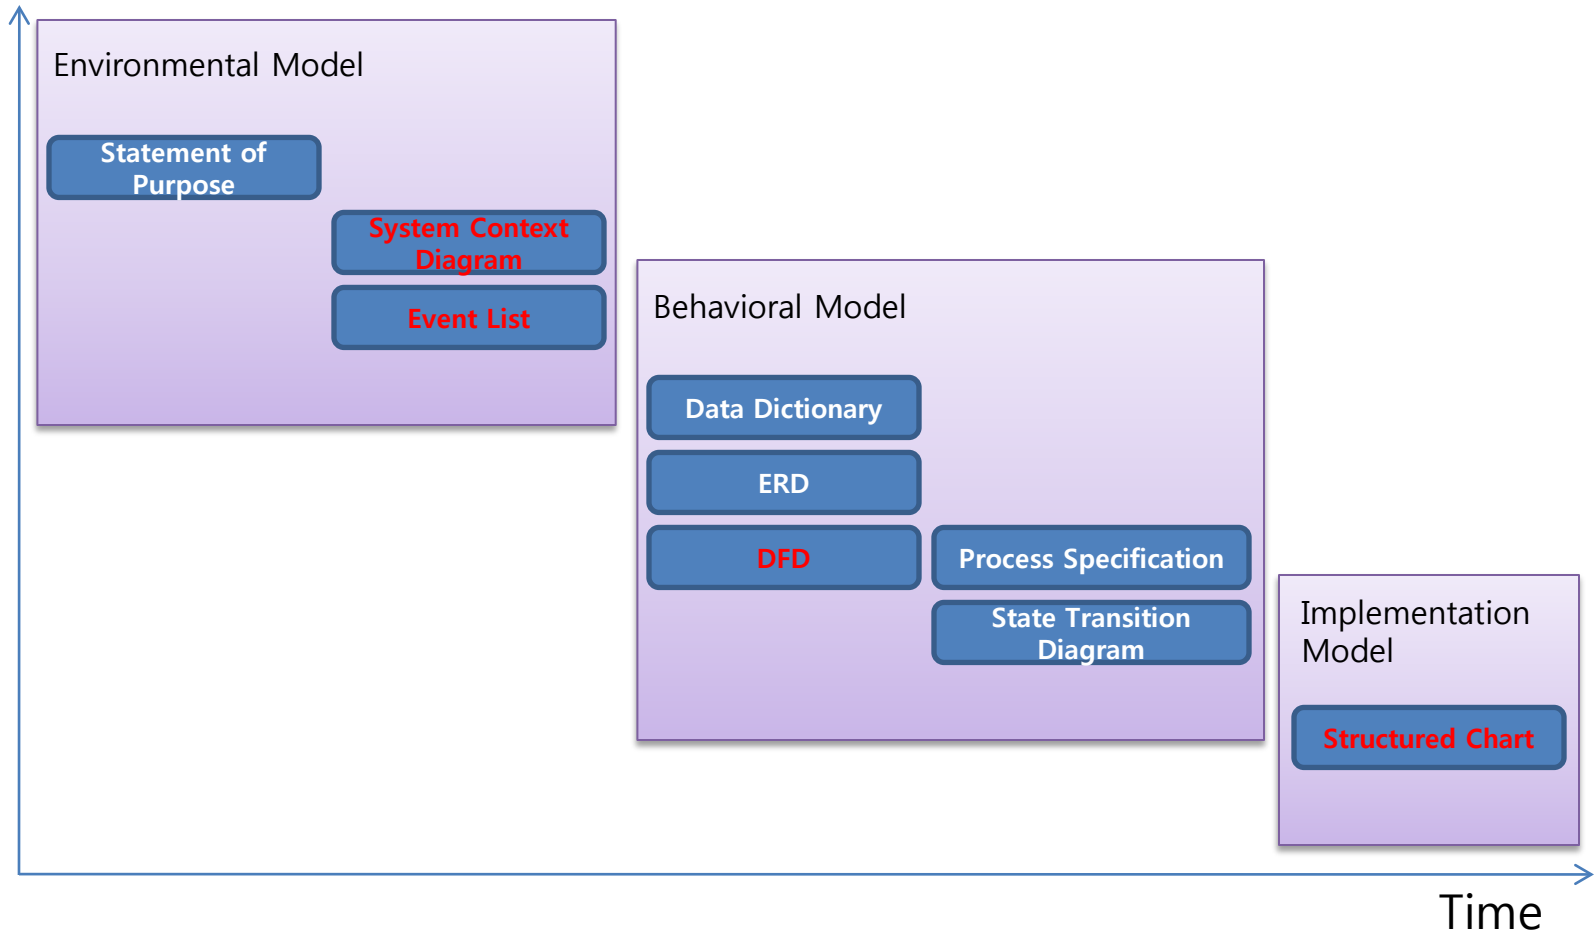 Environmental Model
Statement of
Purpose
System Context
Diagram
Event List
Behavioral Model
Data Dictionary
ERD
DFD
Process Specification
State Transition
Diagram
Implementation
Model
Structured Chart
Time